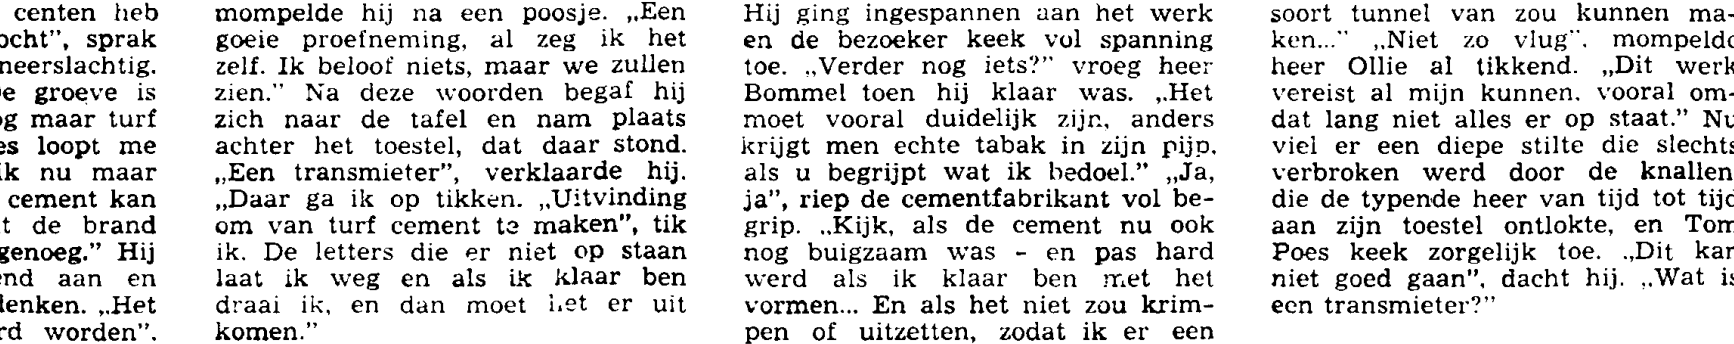 centen heb
ocht", sprak
neerslachtig.
groeve is
maar turf
loopt me
nu maar
cement kan
de brand
genoeg." Hij
aan en
denken. „Het
worden".
mompelde hij na een poosje. „Een
goeie proefneming, al zeg ik het
zelf. Ik beloof niets, maar we zullen
zien." Na deze woorden begaf hij
zich naar de tafel en nam plaats
achter het toestel, dat daar stond.
„Een transmieter", verklaarde hij.
„Daar ga ik op tikken. „Uitvinding
om van turf cement te maken", tik
ik. De letters die er niet op staan
laat ik weg en als ik klaar ben
draai ik, en dan moet het er uit
komen."
Hij ging ingespannen aan het werk
en de bezoeker keek vol spanning
toe. „Verder nog iets?" vroeg heer
Bommel toen hij klaar was. „Het
moet vooral duidelijk zijn, anders
krijgt men echte tabak in zijn pijp,
als u begrijpt wat ik bedoel." „Ja,
ja", riep de cementfabrikant vol be-
grip. „Kijk, als de cement nu ook
nog buigzaam was - en pas hard
werd als ik klaar ben met het
vormen... En als het niet zou krim-
pen of uitzetten, zodat ik er een
soort tunnel van zou kunnen ma-
ken..." „Niet zo vlug", mompelde
heer Ollie al tikkend. „Dit werk
vereist al mijn kunnen, vooral om-
dat lang niet alles er op staat." Nu
viel er een diepe stilte die slechts
verbroken werd door de knallen
die de typende heer van tijd tot tijd
aan zijn toestel ontlokte, en Tom
Poes keek zorgelijk toe. „Dit kan
niet goed gaan", dacht hij. „Wat is
een transmieter?"